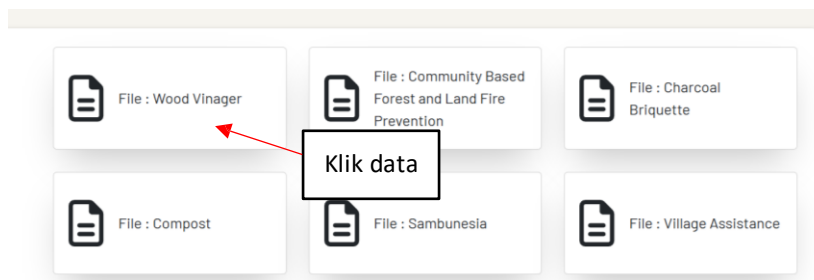 File : Wood Vinager
File : Community Based
Forest and Land Fire
Prevention
File : Charcoal
Briquette
Klik data
File : Compost
File : Sambunesia
File : Village Assistance